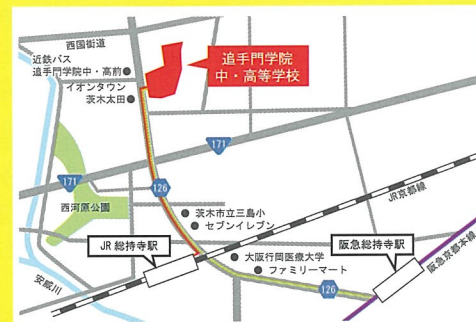 西国街道
近鉄バス
追手門学院中・高前
イオンタウン
茨木太田
追手門学院
中・高等学校
171
171
126
西河原公園
茨木市立三島小
セブンイレブン
JR京都線
JR 総持寺駅
阪急総持寺駅
大阪行岡医療大学
ファミリーマート
阪急京都本線
安威川
126